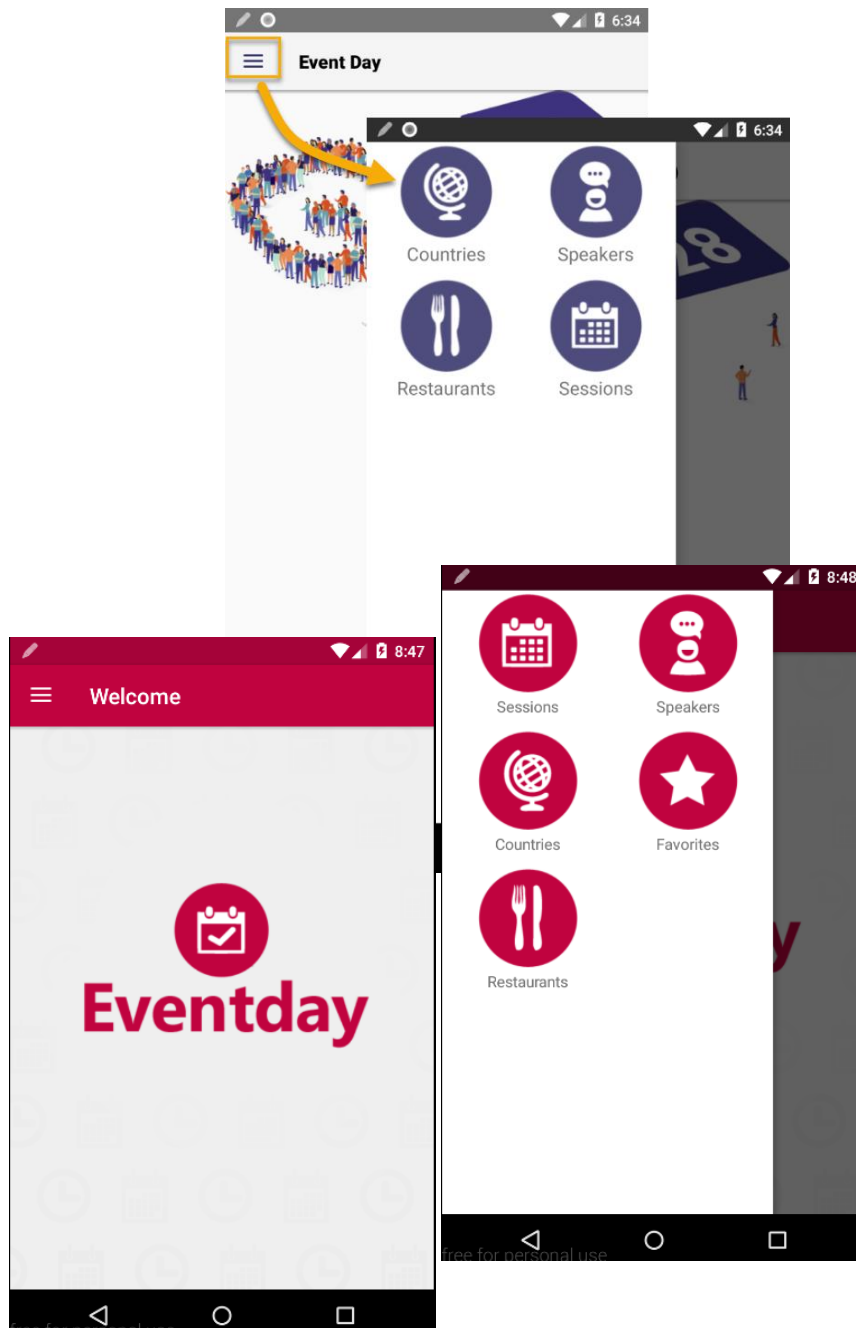 6:34
Event Day
6:34
28
Countries
Speakers
Restaurants
Sessions
8:48
8:47
Welcome
Sessions
Speakers
Countries
Favorites
Restaurants
Eventday
y
free for personal use